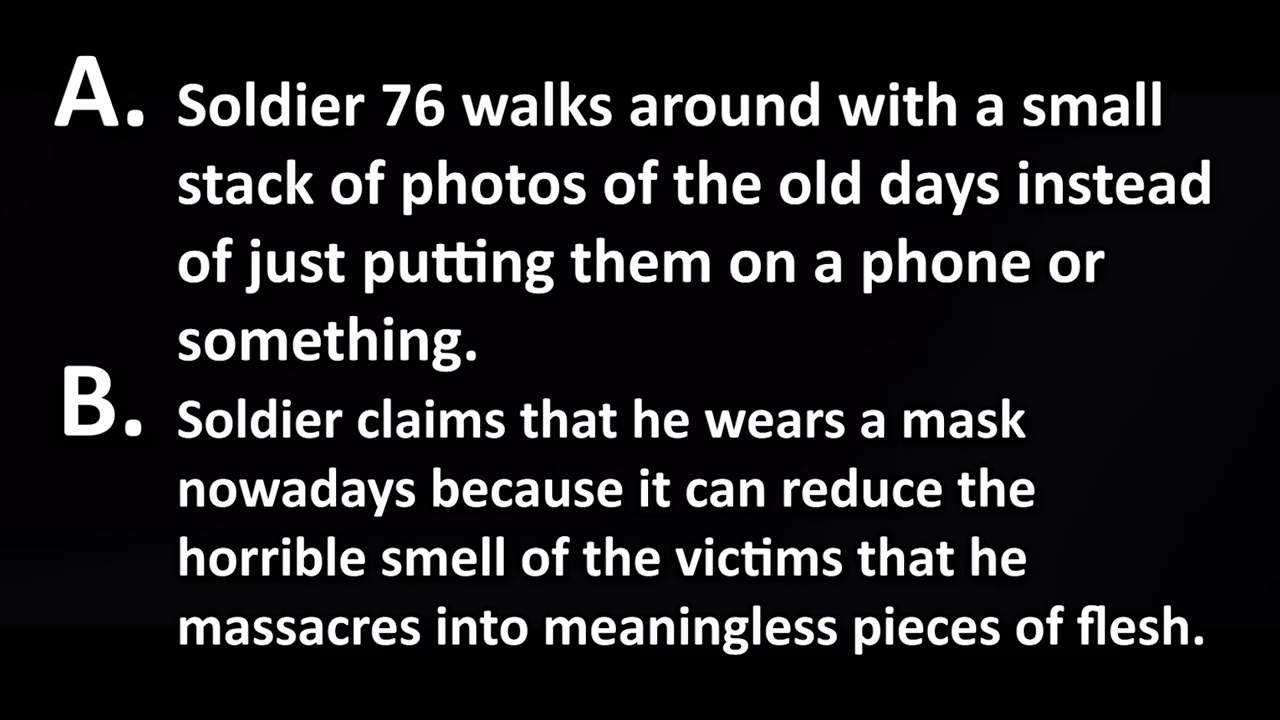 A. Soldier 76 walks around with a small
stack of photos of the old days instead
of just putting them on a phone or
something.
B. Soldier claims that he wears a mask
nowadays because it can reduce the
horrible smell of the victims that he
massacres into meaningless pieces of flesh.